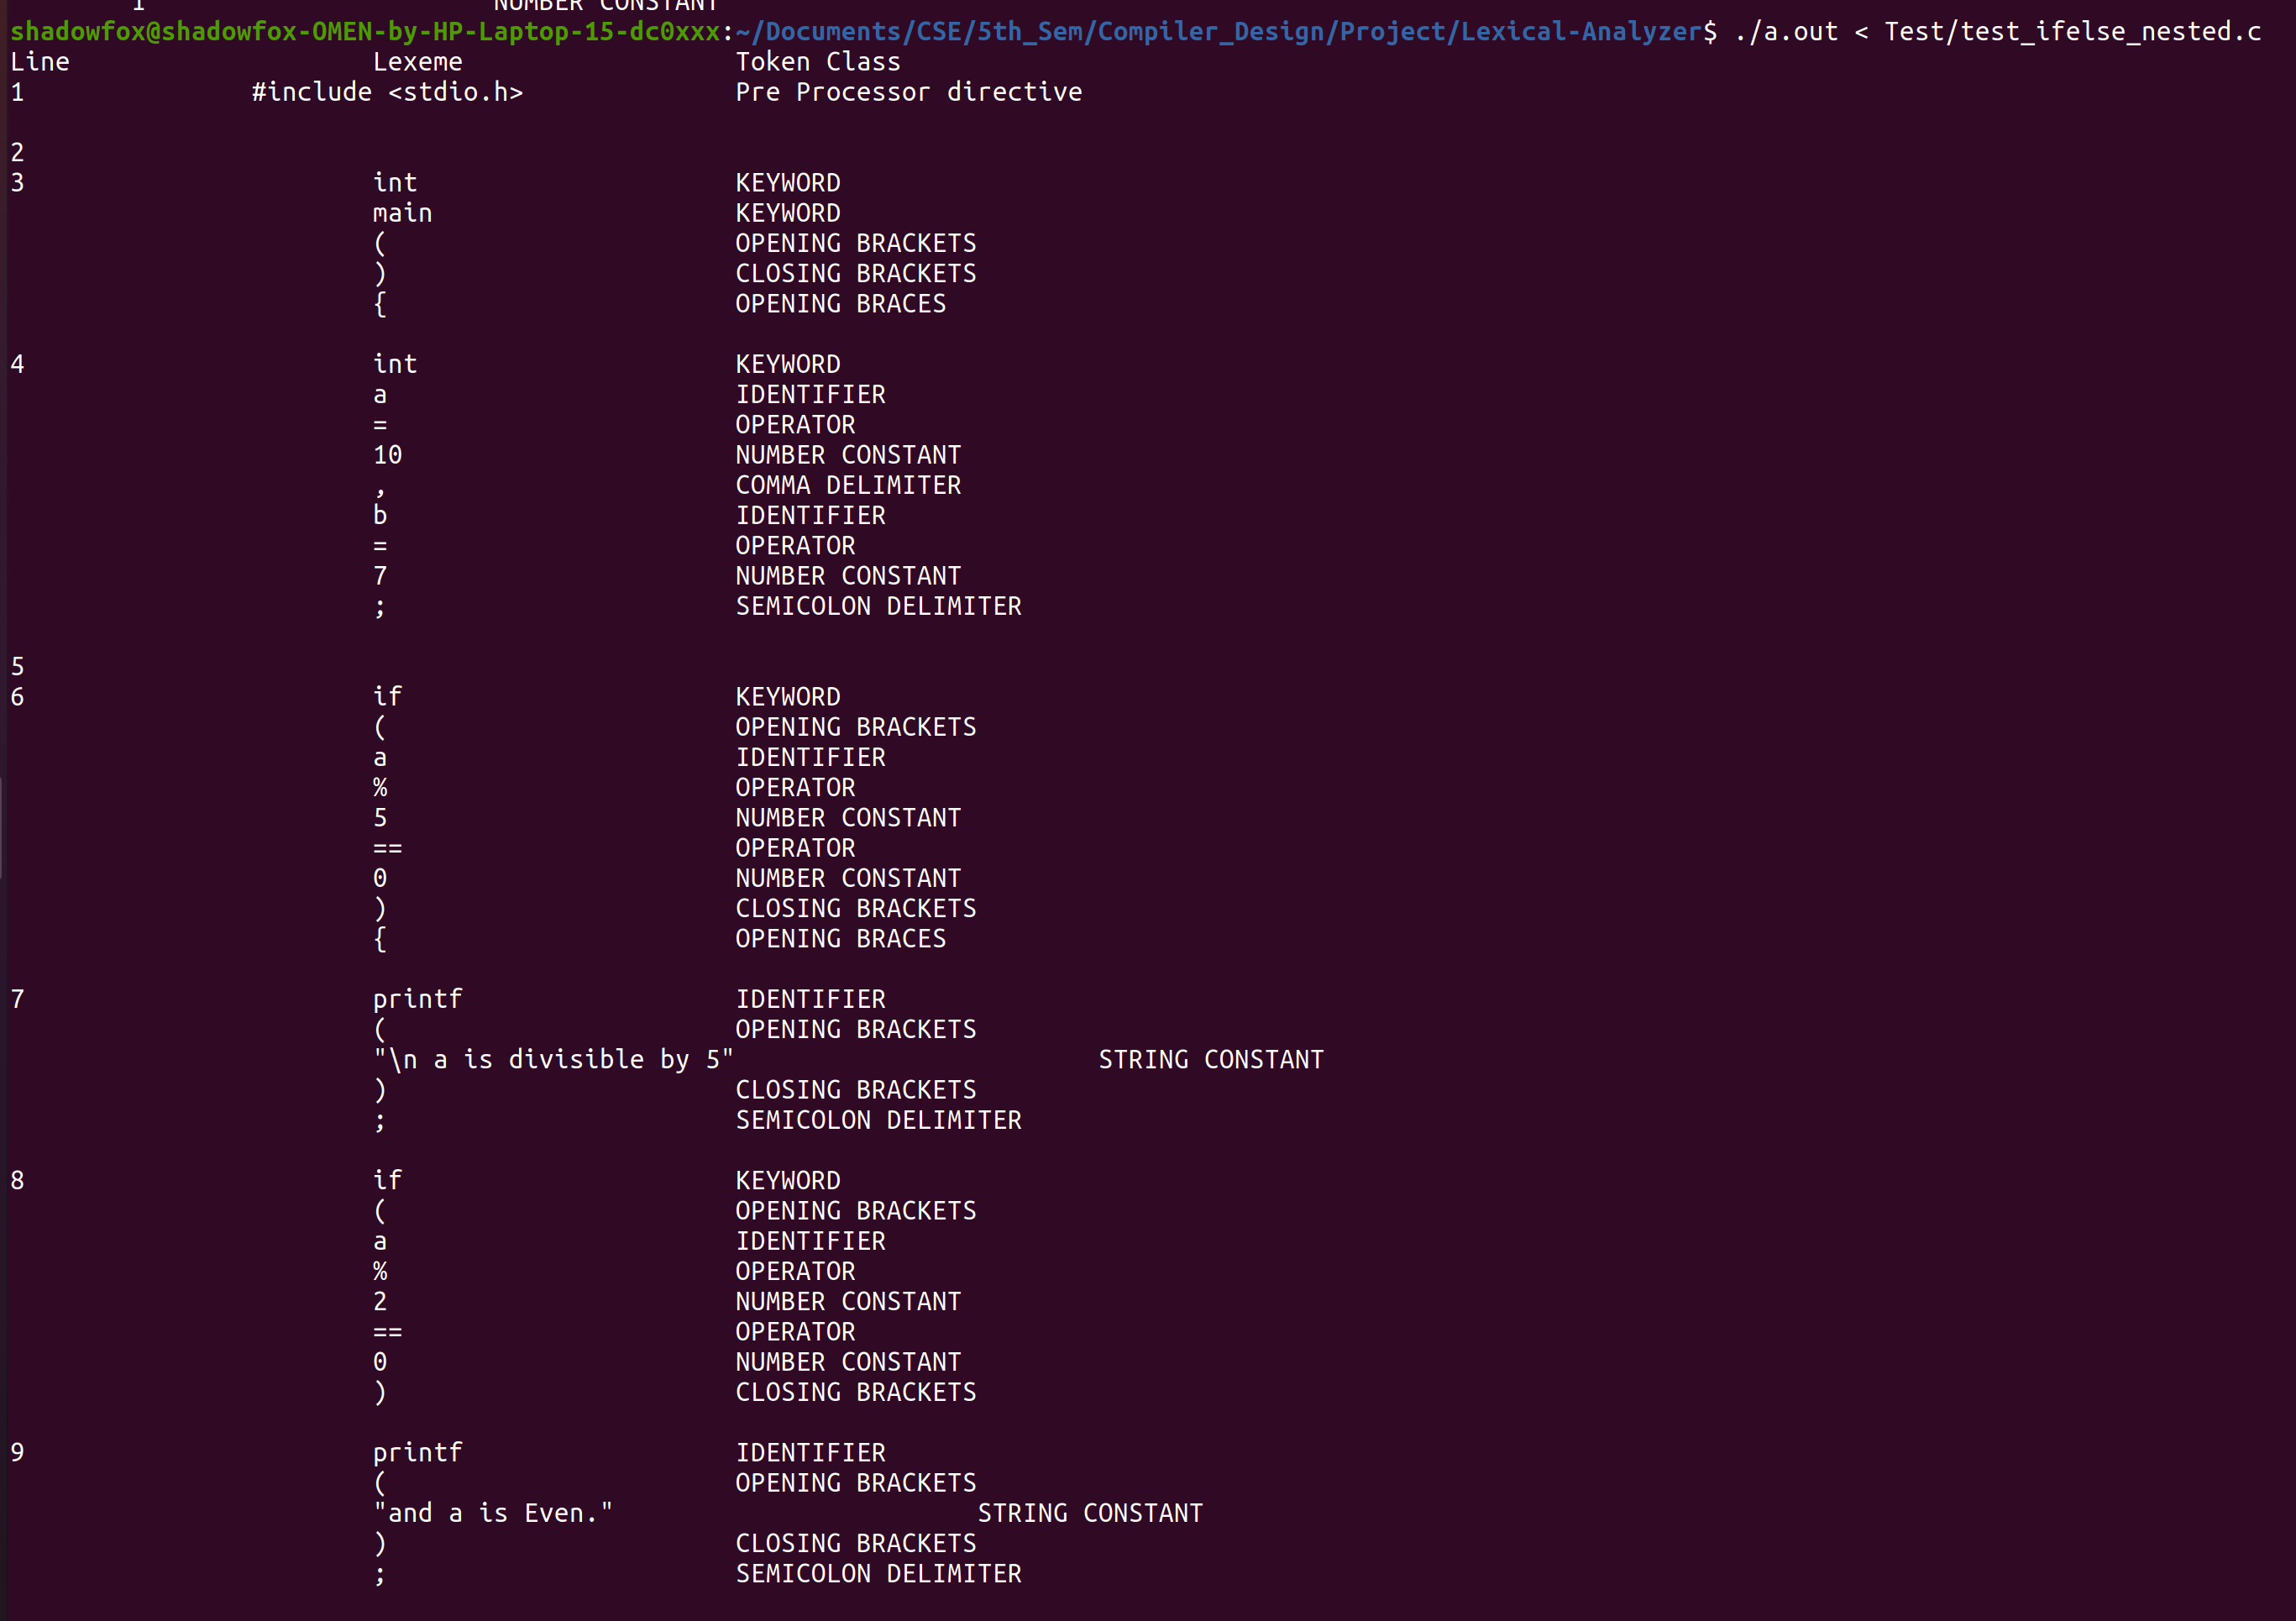 1 NUMBER CONSTANT
shadowfox@shadowfox-OMEN-by-HP-Laptop-15-dc0xxx:~/Documents/CSE/5th_Sem/Compiler_Design/Project/Lexical-Analyzer$ ./a.out < Test/test_ifelse_nested.c
Line Lexeme Token Class
1 #include <stdio.h> Pre Processor directive
2
3 int KEYWORD
main KEYWORD
( OPENING BRACKETS
) CLOSING BRACKETS
{ OPENING BRACES
4 int KEYWORD
a IDENTIFIER
= OPERATOR
10 NUMBER CONSTANT
, COMMA DELIMITER
b IDENTIFIER
= OPERATOR
7 NUMBER CONSTANT
; SEMICOLON DELIMITER
5
6 if KEYWORD
( OPENING BRACKETS
a IDENTIFIER
% OPERATOR
5 NUMBER CONSTANT
== OPERATOR
0 NUMBER CONSTANT
) CLOSING BRACKETS
{ OPENING BRACES
7 printf IDENTIFIER
( OPENING BRACKETS
"\n a is divisible by 5" STRING CONSTANT
) CLOSING BRACKETS
; SEMICOLON DELIMITER
8 if KEYWORD
( OPENING BRACKETS
a IDENTIFIER
% OPERATOR
2 NUMBER CONSTANT
== OPERATOR
0 NUMBER CONSTANT
) CLOSING BRACKETS
9 printf IDENTIFIER
( OPENING BRACKETS
"and a is Even." STRING CONSTANT
) CLOSING BRACKETS
; SEMICOLON DELIMITER